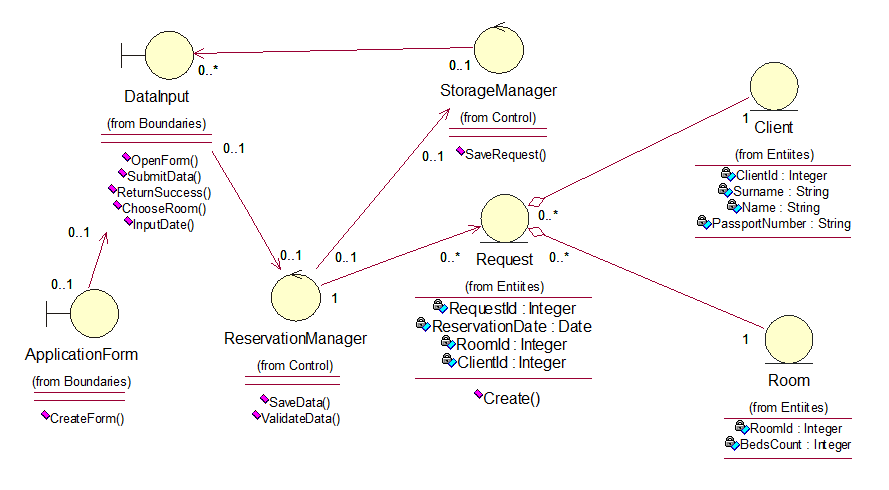 DataInput
(from Boundaries)
OpenForm()
SubmitData()
ReturnSuccess()
ChooseRoom()
InputDate()
0..*
0..1
StorageManager
(from Control)
SaveRequest()
0..1
0..1
0..1
0..1
0..1
0..1
ApplicationForm
(from Boundaries)
CreateForm()
ReservationManager
(from Control)
SaveData()
ValidateData()
1
0..*
Request
(from Entiites)
RequestId : Integer
ReservationDate : Date
RoomId : Integer
ClientId : Integer
Create()
0..*
0..*
1
Client
(from Entiites)
ClientId : Integer
Surname : String
Name : String
PassportNumber : String
1
Room
(from Entiites)
RoomId : Integer
BedsCount : Integer